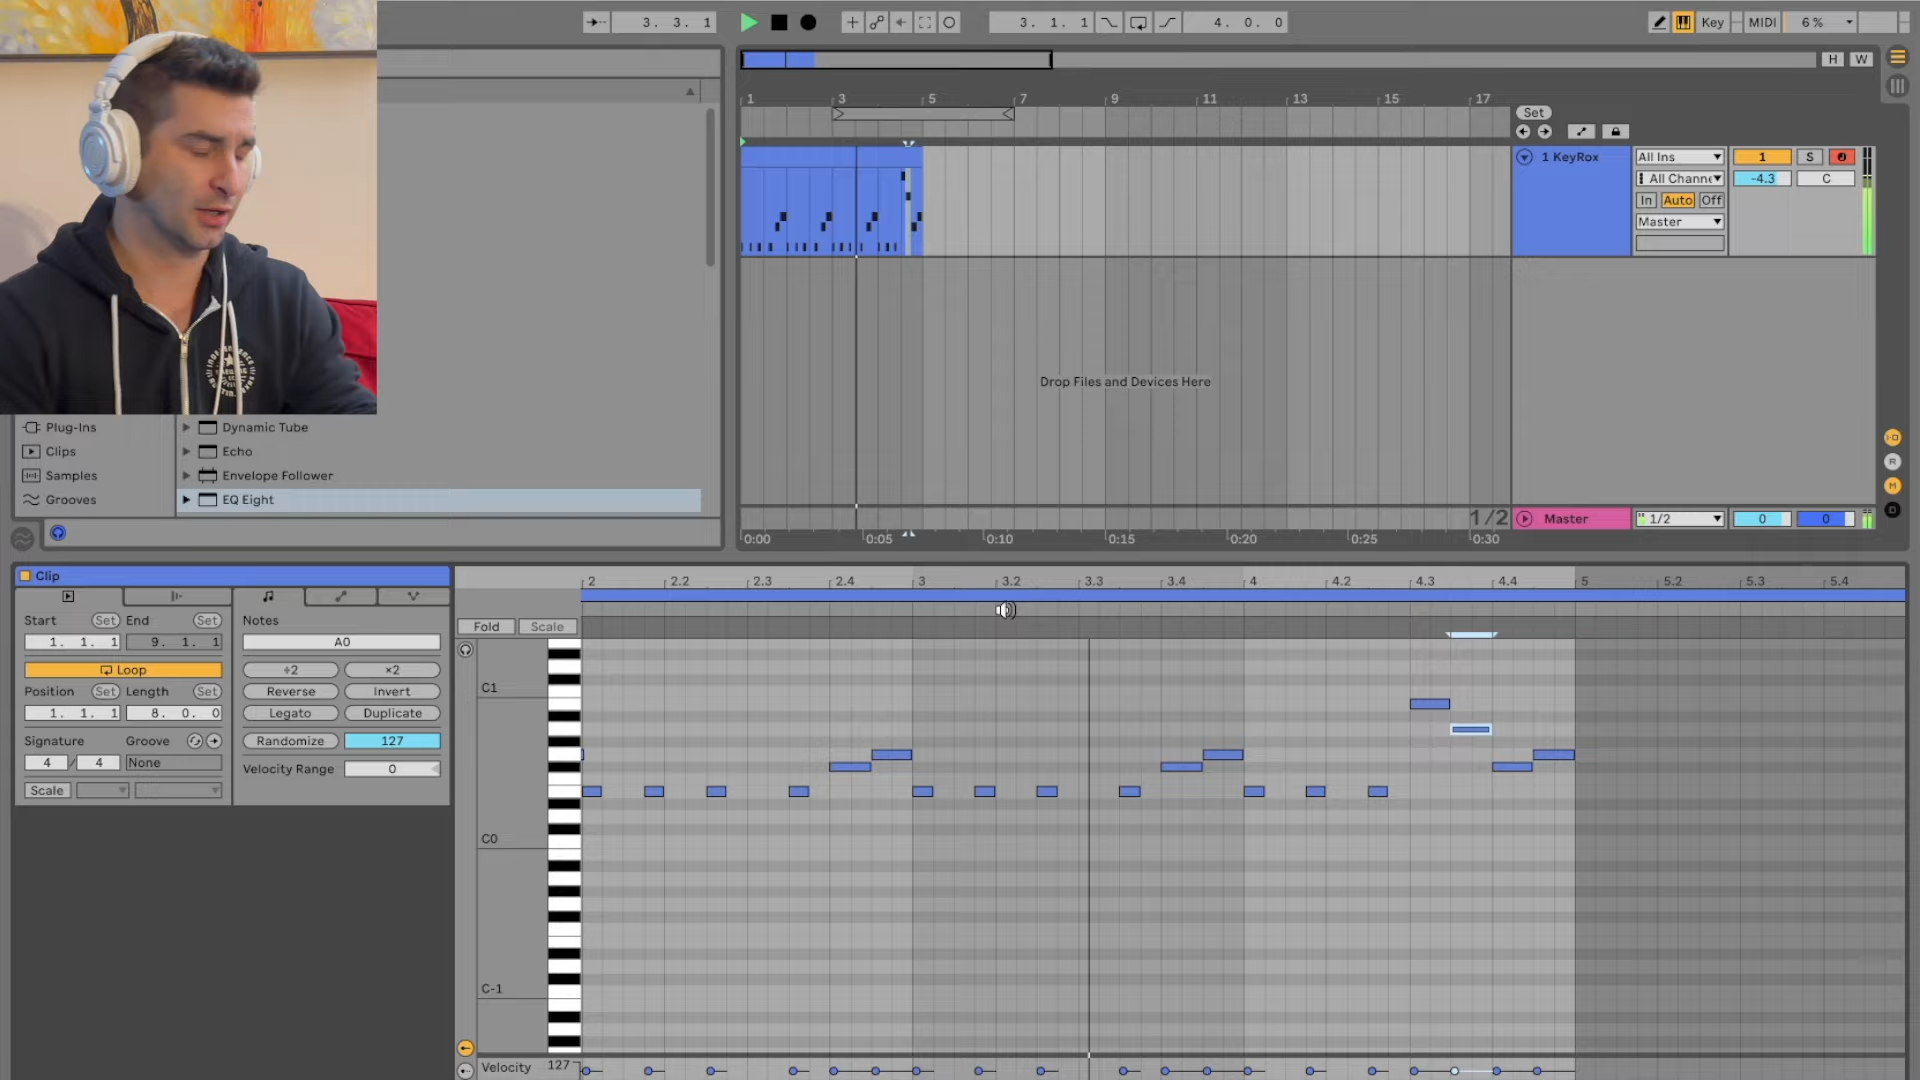 3. 3. 1
3. 1. 1
4. 0. 0
Key
MIDI
6 %
H
W
1
3
5
7
9
11
13
15
17
Set
1 KeyRox
All Ins
1
S
All Channe
-4.3
C
In
Auto
Off
Master
Drop Files and Devices Here
Plug-Ins
Clips
Samples
Grooves
Dynamic Tube
Echo
Envelope Follower
EQ Eight
1/2
Master
1/2
0
0
0:00
0:05
0:10
0:15
0:20
0:25
0:30
I-O
R
M
D
Clip
Start
Set
End
Set
1. 1. 1
9. 1. 1
Loop
Position
Set
Length
Set
1. 1. 1
8. 0. 0
Signature
Groove
4 / 4
None
Scale
Notes
A0
÷2
×2
Reverse
Invert
Legato
Duplicate
Randomize
127
Velocity Range
0
2
2.2
2.3
2.4
3
3.2
3.3
3.4
4
4.2
4.3
4.4
5
5.2
5.3
5.4
Fold
Scale
C1
C0
C-1
Velocity
127